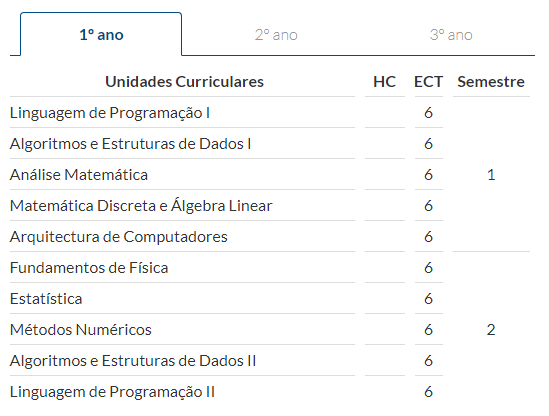 1º ano 2º ano 3º ano
Unidades Curriculares HC ECT Semestre
Linguagem de Programação I 6
Algoritmos e Estruturas de Dados I 6
Análise Matemática 6 1
Matemática Discreta e Álgebra Linear 6
Arquitectura de Computadores 6
Fundamentos de Física 6
Estatística 6
Métodos Numéricos 6 2
Algoritmos e Estruturas de Dados II 6
Linguagem de Programação II 6